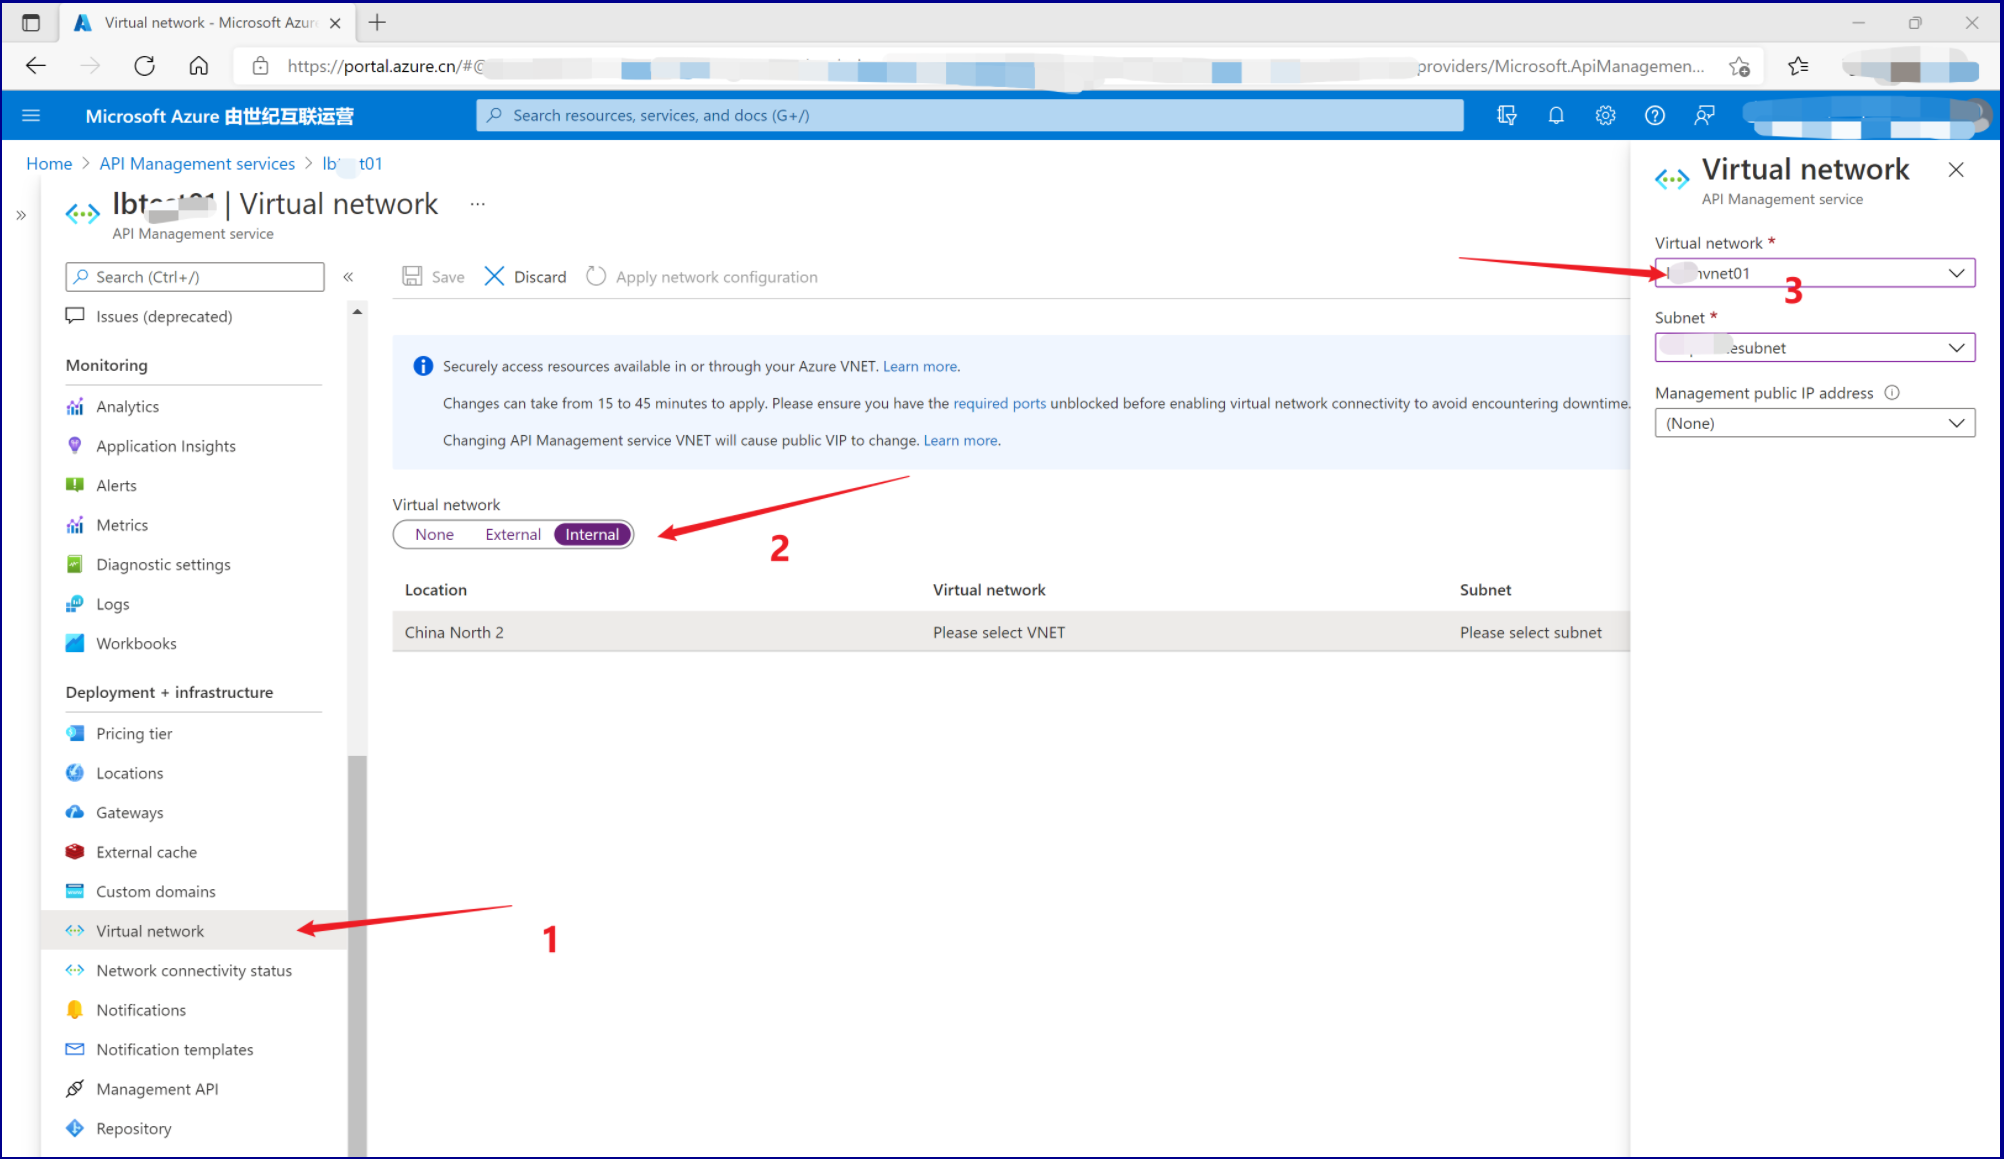 Virtual network - Microsoft Azur
https://portal.azure.cn/#@
providers/Microsoft.ApiManagemen...
Microsoft Azure 由世纪互联运营
Search resources, services, and docs (G+/)
Home > API Management services > lb t01
| Virtual network ...
API Management service
Search (Ctrl+/)
«
»
Issues (deprecated)
Monitoring
Analytics
Application Insights
Alerts
Metrics
Diagnostic settings
Logs
Workbooks
Deployment + infrastructure
Pricing tier
Locations
Gateways
External cache
Custom domains
Virtual network
1
Network connectivity status
Notifications
Notification templates
Management API
Repository
Save
Discard
Apply network configuration
Securely access resources available in or through your Azure VNET. Learn more.
Changes can take from 15 to 45 minutes to apply. Please ensure you have the required ports unblocked before enabling virtual network connectivity to avoid encountering downtime.
Changing API Management service VNET will cause public VIP to change. Learn more.
Virtual network
None External Internal
2
Location Virtual network Subnet
China North 2 Please select VNET Please select subnet
Virtual network
API Management service
Virtual network *
vnet01
3
Subnet *
esubnet
Management public IP address
(None)